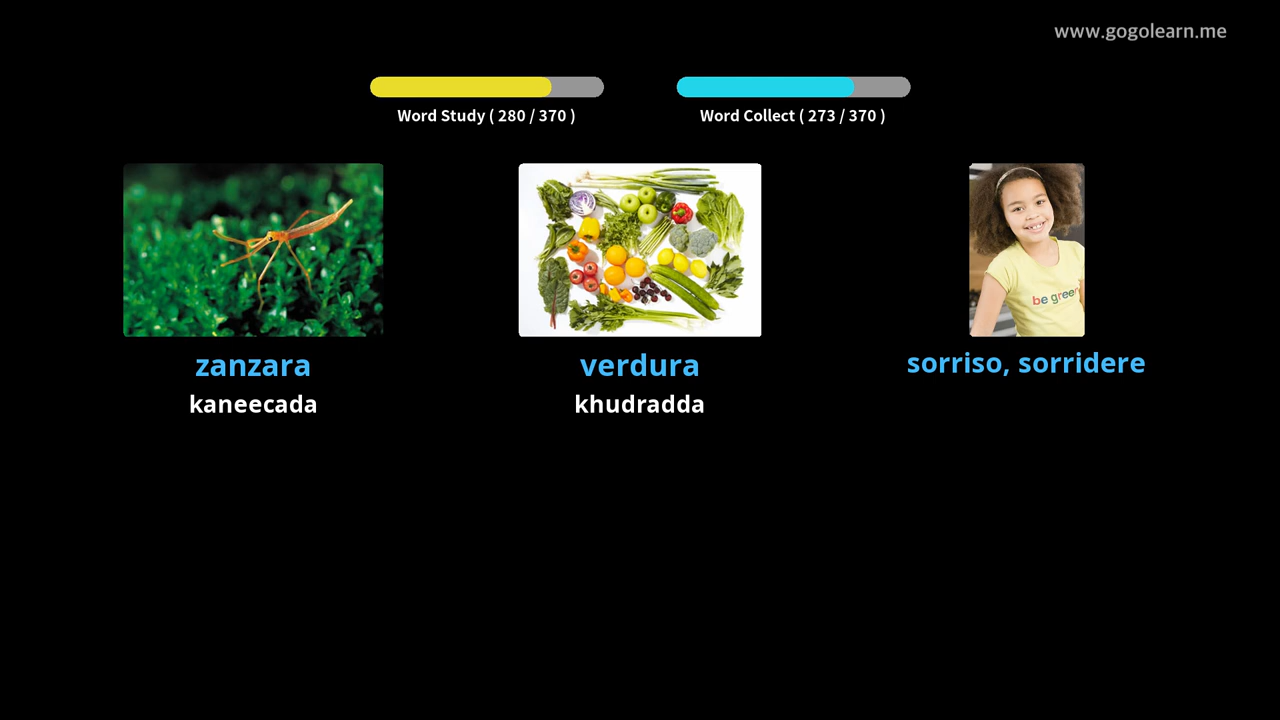 www.gogolearn.me
Word Study ( 280 / 370 )
Word Collect ( 273 / 370 )
be green
zanzara
verdura
sorriso, sorridere
kaneecada
khudradda